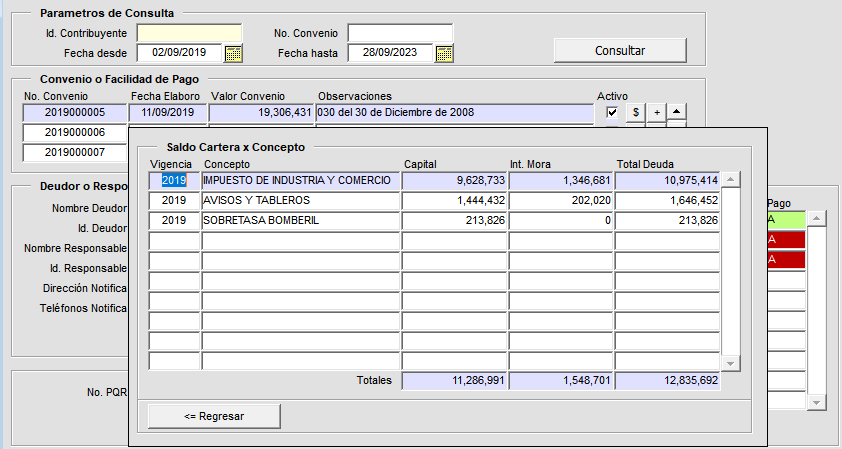 Parametros de Consulta
Id. Contribuyente No. Convenio
Fecha desde 02/09/2019 Fecha hasta 28/09/2023 Consultar
Convenio o Facilidad de Pago
No. Convenio Fecha Elaboro Valor Convenio Observaciones Activo
2019000005 11/09/2019 19,306,431 030 del 30 de Diciembre de 2008 $ +
2019000006
2019000007
Saldo Cartera x Concepto
Vigencia Concepto Capital Int. Mora Total Deuda
2019 IMPUESTO DE INDUSTRIA Y COMERCIO 9,628,733 1,346,681 10,975,414
2019 AVISOS Y TABLEROS 1,444,432 202,020 1,646,452
2019 SOBRETASA BOMBERIL 213,826 0 213,826
Totales 11,286,991 1,548,701 12,835,692
<= Regresar
Deudor o Respo
Nombre Deudor
Id. Deudor
Nombre Responsable
Id. Responsable
Dirección Notifica
Teléfonos Notifica
No. PQR
Pago
A
A
A